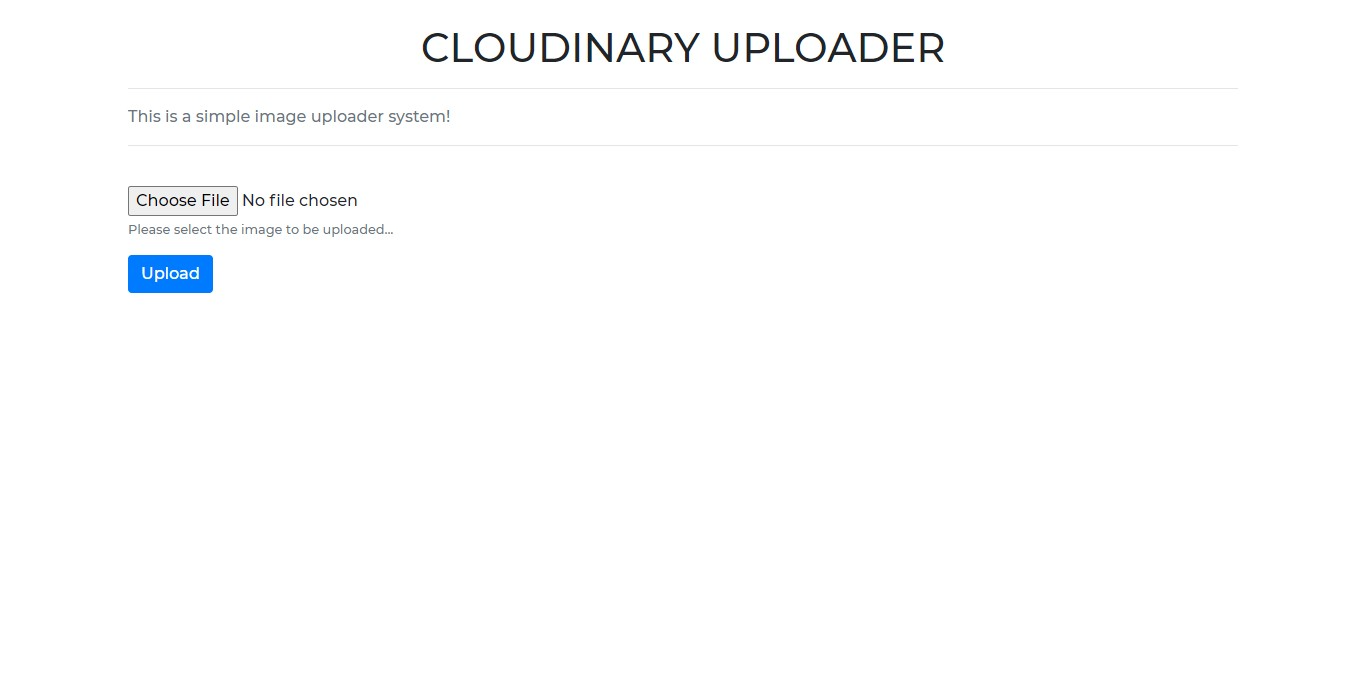 CLOUDINARY UPLOADER
This is a simple image uploader system!
Choose File No file chosen
Please select the image to be uploaded...
Upload